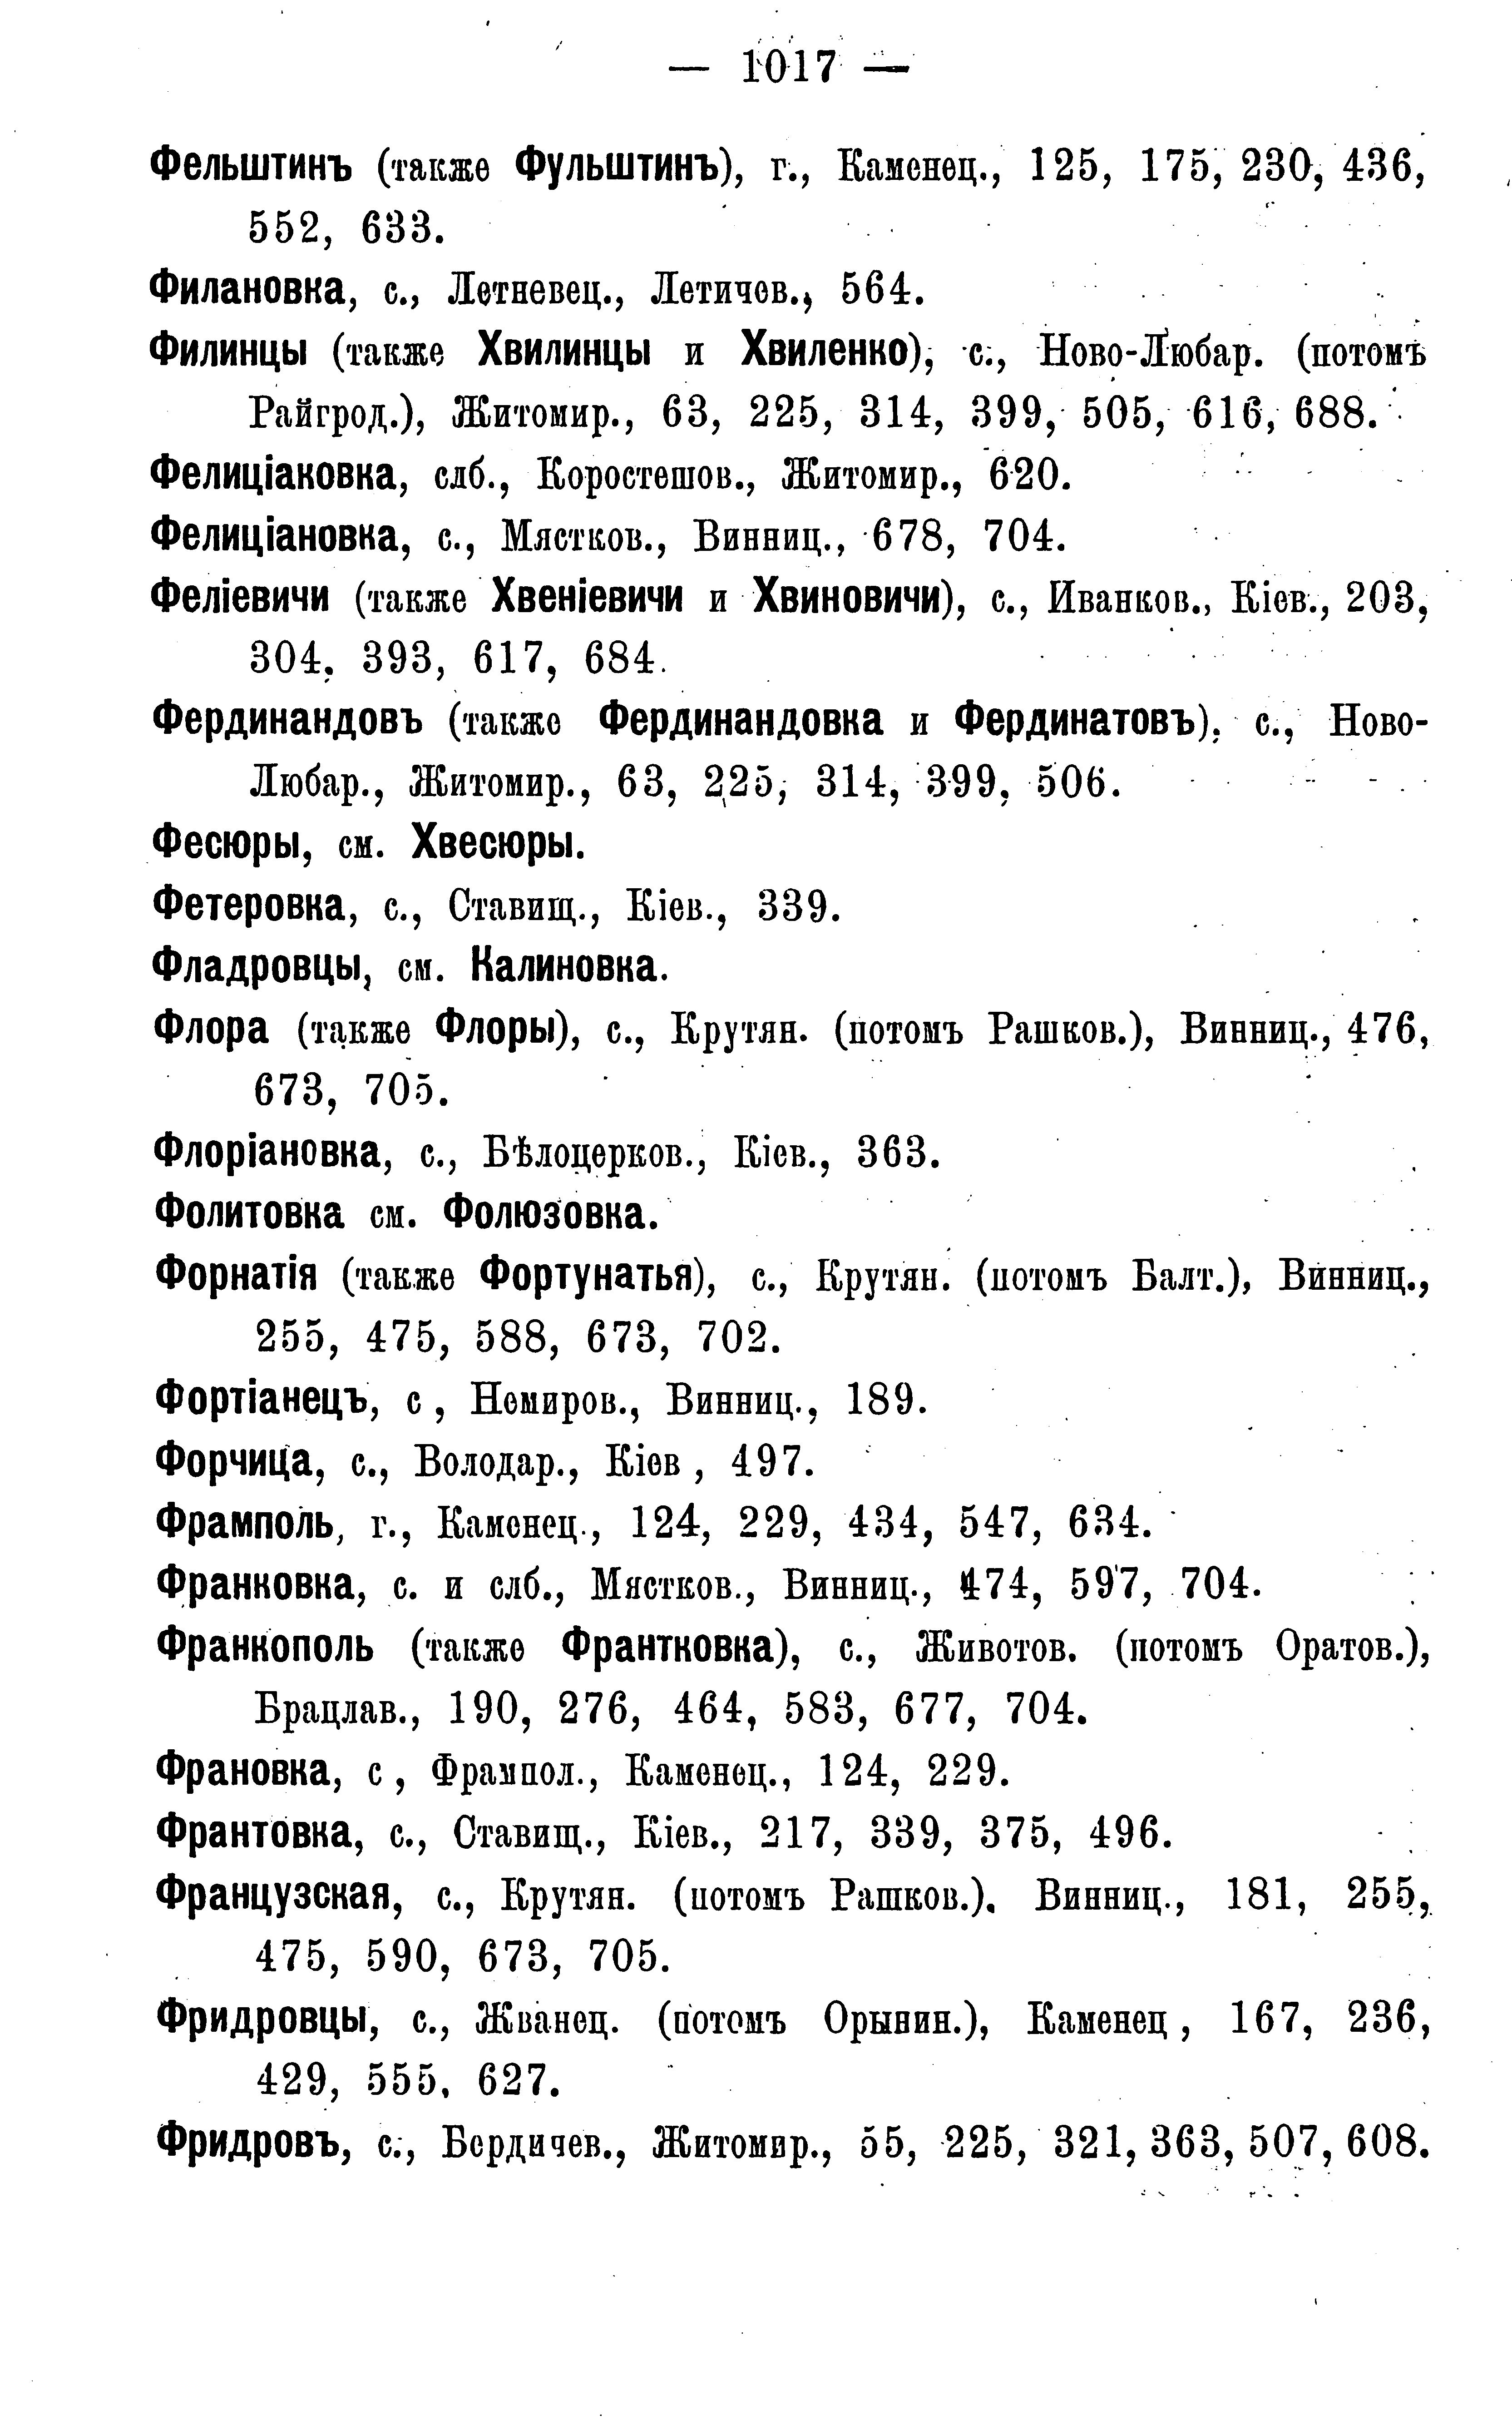 — 1017 —
Фельштинъ (также Фульштинъ), г., Каменец., 125, 175, 230, 436,
552, 633.
Филановка, с., Летневец., Летичев., 564.
Филинцы (также Хвилинцы и Хвиленко), с., Ново-Любар. (потомъ
Райгрод.), Житомир., 63, 225, 314, 399, 505, 616, 688.
Фелиціаковка, слб., Коростешов., Житомир., 620.
Фелиціановка, с., Мястков., Винниц., 678, 704.
Феліевичи (также Хвеніевичи и Хвиновичи), с., Иванков., Кіев., 203,
304. 393, 617, 684.
Фердинандовъ (также Фердинандовка и Фердинатовъ). с., Ново-
Любар., Житомир., 63, 225, 314, 399, 506.
Фесюры, см. Хвесюры.
Фетеровка, с., Ставищ., Кіев., 339.
Фладровцы, см. Калиновка.
Флора (также Флоры), с., Крутян. (потомъ Рашков.), Винниц., 476,
673, 705.
Флоріановка, с., Бѣлоцерков., Кіев., 363.
Фолитовка см. Фолюзовка.
Форнатія (также Фортунатья), с., Крутян. (потомъ Балт.), Винниц.,
255, 475, 588, 673, 702.
Фортіанецъ, с , Немиров., Винниц., 189.
Форчица, с., Володар., Кіев , 497.
Фрамполь, г., Каменец., 124, 229, 434, 547, 634.
Франковка, с. и слб., Мястков., Винниц., 474, 597, 704.
Франкополь (также Франтковка), с., Животов. (потомъ Оратов.),
Брацлав., 190, 276, 464, 583, 677, 704.
Франовка, с , Фрампол., Каменец., 124, 229.
Франтовка, с., Ставищ., Кіев., 217, 339, 375, 496.
Французская, с., Крутян. (потомъ Рашков.). Винниц., 181, 255,
475, 590, 673, 705.
Фридровцы, с., Жванец. (потомъ Орынин.), Каменец , 167, 236,
429, 555, 627.
Фридровъ, с., Бердичев., Житомир., 55, 225, 321, 363, 507, 608.